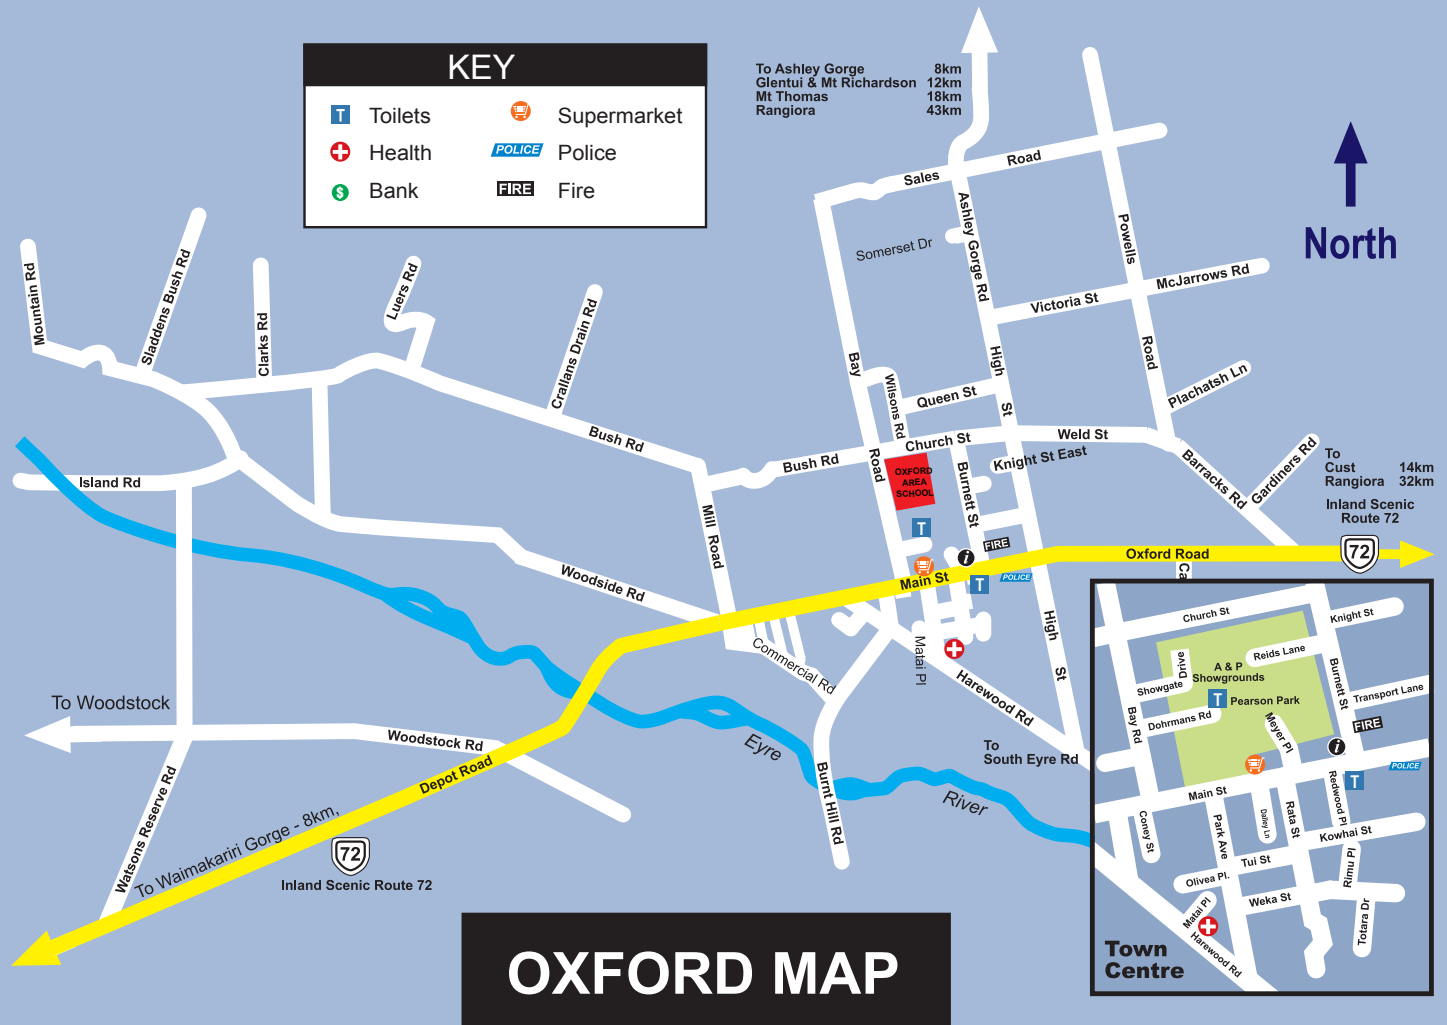 KEY
T Toilets
Supermarket
Health
POLICE Police
$ Bank
FIRE Fire
To Ashley Gorge 8km
Glentui & Mt Richardson 12km
Mt Thomas 18km
Rangiora 43km
North
Sales Road
Somerset Dr
Ashley Gorge Rd
Powells Road
McJarrows Rd
Victoria St
Mountain Rd
Sladdens Bush Rd
Clarks Rd
Luers Rd
Crallans Drain Rd
Bay Road
Wilsons Rd
High St
Queen St
Plachatsh Ln
Church St
Weld St
Bush Rd
Bush Rd
Knight St East
Barracks Rd
Gardiners Rd
To
Cust 14km
Rangiora 32km
Inland Scenic
Route 72
72
OXFORD
AREA
SCHOOL
Burnett St
Island Rd
Mill Road
T
i
FIRE
Oxford Road
Ca
Woodside Rd
Main St
T
POLICE
High St
Commercial Rd
Matai Pl
Harewood Rd
To
South Eyre Rd
To Woodstock
Woodstock Rd
Depot Road
Eyre
River
Burnt Hill Rd
Watsons Reserve Rd
To Waimakariri Gorge - 8km,
72
Inland Scenic Route 72
OXFORD MAP
Church St
Knight St
Reids Lane
Drive
A & P
Showgrounds
Showgate
Burnett St
Transport Lane
T Pearson Park
Bay Rd
Dohrmans Rd
Meyer Pl
FIRE
i
POLICE
T
Main St
Redwood Pl
Coney St
Park Ave
Dalley Ln
Rata St
Kowhai St
Tui St
Olivea Pl.
Rimu Pl
Weka St
Matai Pl
Totara Dr
Harewood Rd
Town
Centre